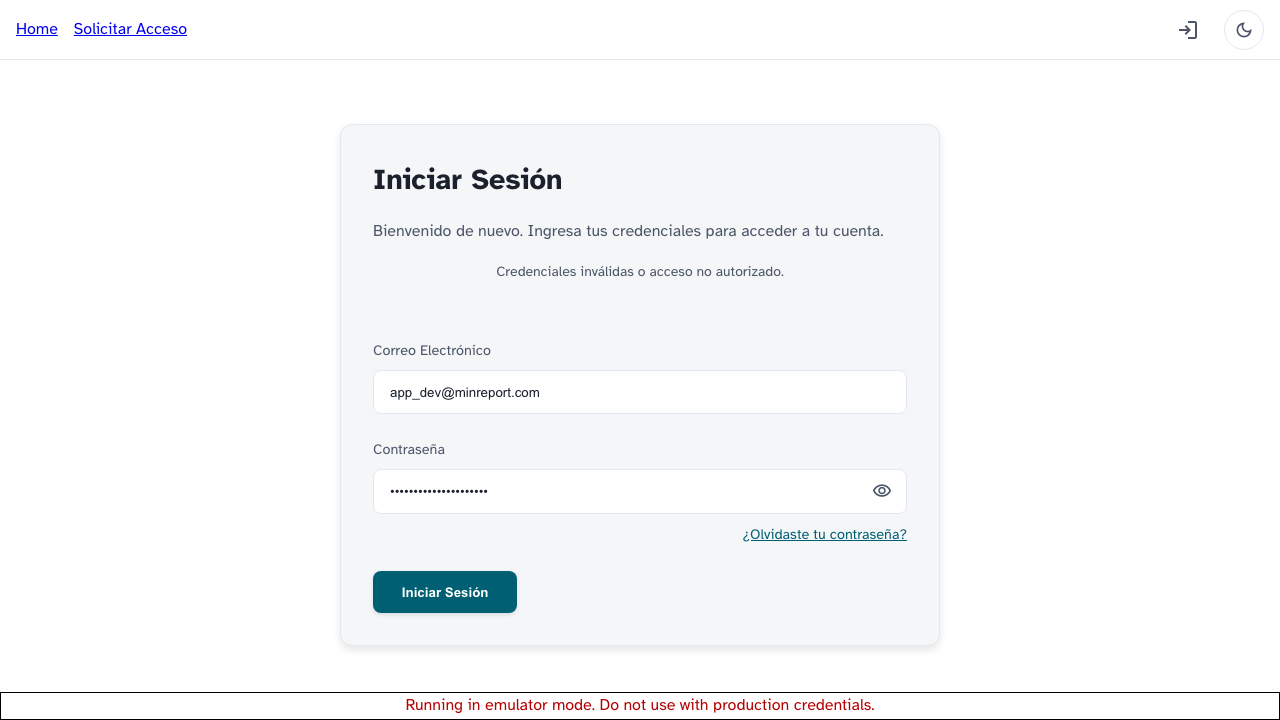 Home Solicitar Acceso
Iniciar Sesión
Bienvenido de nuevo. Ingresa tus credenciales para acceder a tu cuenta.
Credenciales inválidas o acceso no autorizado.
Correo Electrónico
app_dev@minreport.com
Contraseña
•••••••••••••••••••••
¿Olvidaste tu contraseña?
Iniciar Sesión
Running in emulator mode. Do not use with production credentials.